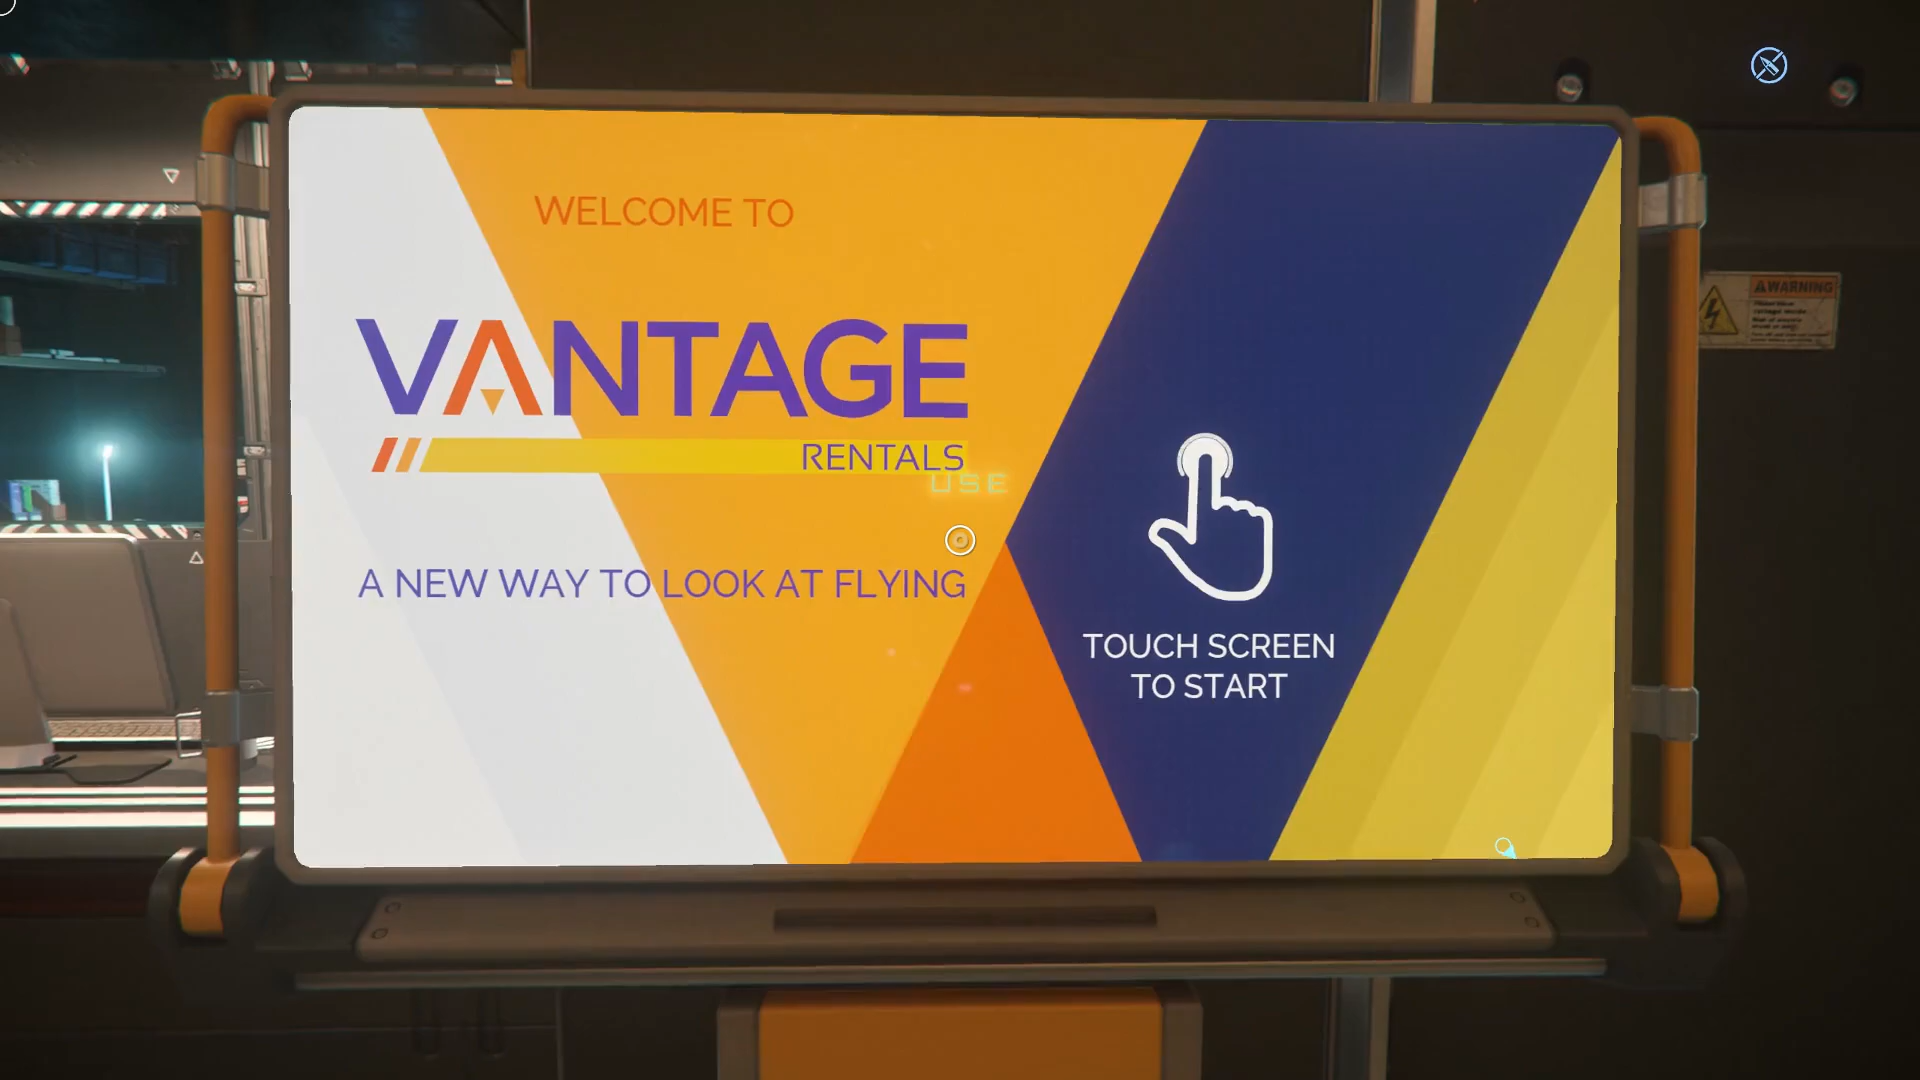 WELCOME TO
VANTAGE
RENTALS
USE
A NEW WAY TO LOOK AT FLYING
TOUCH SCREEN
TO START
WARNING